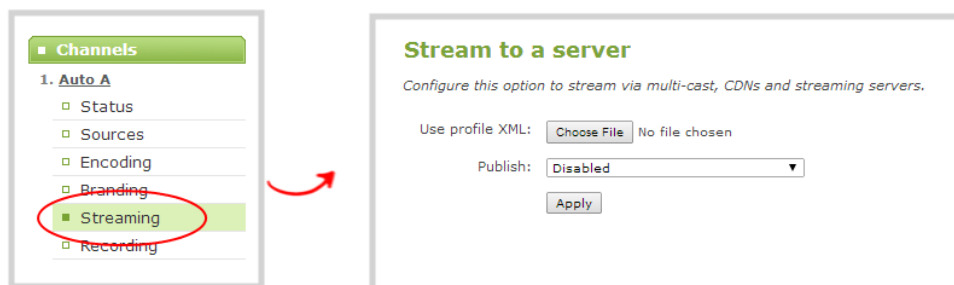 Channels
1. Auto A
Status
Sources
Encoding
Branding
Streaming
Recording
Stream to a server
Configure this option to stream via multi-cast, CDNs and streaming servers.
Use profile XML: Choose File No file chosen
Publish: Disabled
Apply